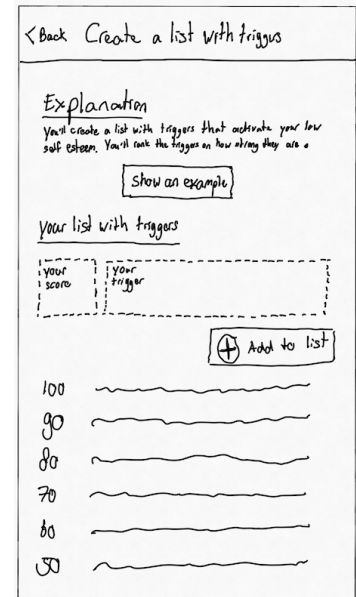 < Back Create a list with triggers
Explanation
You'll create a list with triggers that activate your low
self esteem. You'll rank the triggers on how strong they are.
Show an example
Your list with triggers
your your
score trigger
+ Add to list
100
90
80
70
60
50